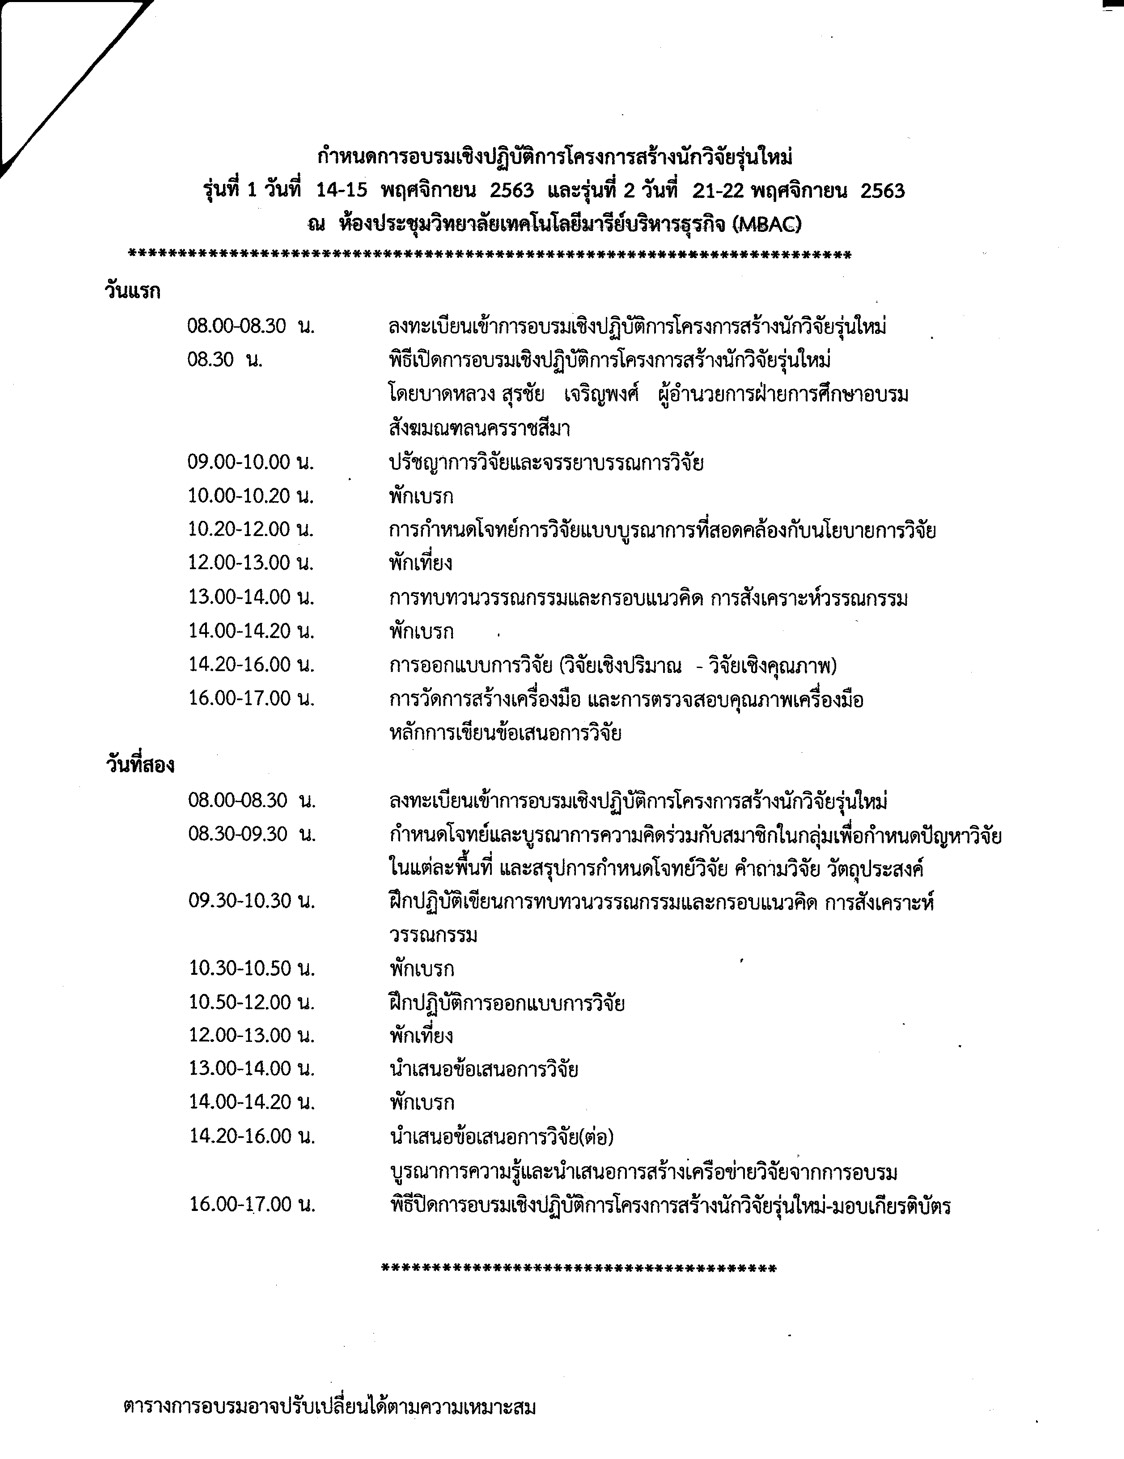 กำหนดการอบรมเชิงปฏิบัติการโครงการสร้างนักวิจัยรุ่นใหม่
รุ่นที่ 1 วันที่ 14-15 พฤศจิกายน 2563 และรุ่นที่ 2 วันที่ 21-22 พฤศจิกายน 2563
ณ ห้องประชุมวิทยาลัยเทคโนโลยีมารีย์บริหารธุรกิจ (MBAC)
***********************************************************************
วันแรก
08.00-08.30 น. ลงทะเบียนเข้าการอบรมเชิงปฏิบัติการโครงการสร้างนักวิจัยรุ่นใหม่
08.30 น. พิธีเปิดการอบรมเชิงปฏิบัติการโครงการสร้างนักวิจัยรุ่นใหม่
โดยบาดหลวง สุรชัย เจริญพงศ์ ผู้อำนวยการฝ่ายการศึกษาอบรม
สังฆมณฑลนครราชสีมา
09.00-10.00 น. ปรัชญาการวิจัยและจรรยาบรรณการวิจัย
10.00-10.20 น. พักเบรก
10.20-12.00 น. การกำหนดโจทย์การวิจัยแบบบูรณาการที่สอดคล้องกับนโยบายการวิจัย
12.00-13.00 น. พักเที่ยง
13.00-14.00 น. การทบทวนวรรณกรรมและกรอบแนวคิด การสังเคราะห์วรรณกรรม
14.00-14.20 น. พักเบรก
14.20-16.00 น. การออกแบบการวิจัย (วิจัยเชิงปริมาณ - วิจัยเชิงคุณภาพ)
16.00-17.00 น. การวัดการสร้างเครื่องมือ และการตรวจสอบคุณภาพเครื่องมือ
หลักการเขียนข้อเสนอการวิจัย
วันที่สอง
08.00-08.30 น. ลงทะเบียนเข้าการอบรมเชิงปฏิบัติการโครงการสร้างนักวิจัยรุ่นใหม่
08.30-09.30 น. กำหนดโจทย์และบูรณาการความคิดร่วมกับสมาชิกในกลุ่มเพื่อกำหนดปัญหาวิจัย
ในแต่ละพื้นที่ และสรุปการกำหนดโจทย์วิจัย คำถามวิจัย วัตถุประสงค์
09.30-10.30 น. ฝึกปฏิบัติเขียนการทบทวนวรรณกรรมและกรอบแนวคิด การสังเคราะห์
วรรณกรรม
10.30-10.50 น. พักเบรก
10.50-12.00 น. ฝึกปฏิบัติการออกแบบการวิจัย
12.00-13.00 น. พักเที่ยง
13.00-14.00 น. นำเสนอข้อเสนอการวิจัย
14.00-14.20 น. พักเบรก
14.20-16.00 น. นำเสนอข้อเสนอการวิจัย(ต่อ)
บูรณาการความรู้และนำเสนอการสร้างเครือข่ายวิจัยจากการอบรม
16.00-17.00 น. พิธีปิดการอบรมเชิงปฏิบัติการโครงการสร้างนักวิจัยรุ่นใหม่-มอบเกียรติบัตร
***************************************
ตารางการอบรมอาจปรับเปลี่ยนได้ตามความเหมาะสม